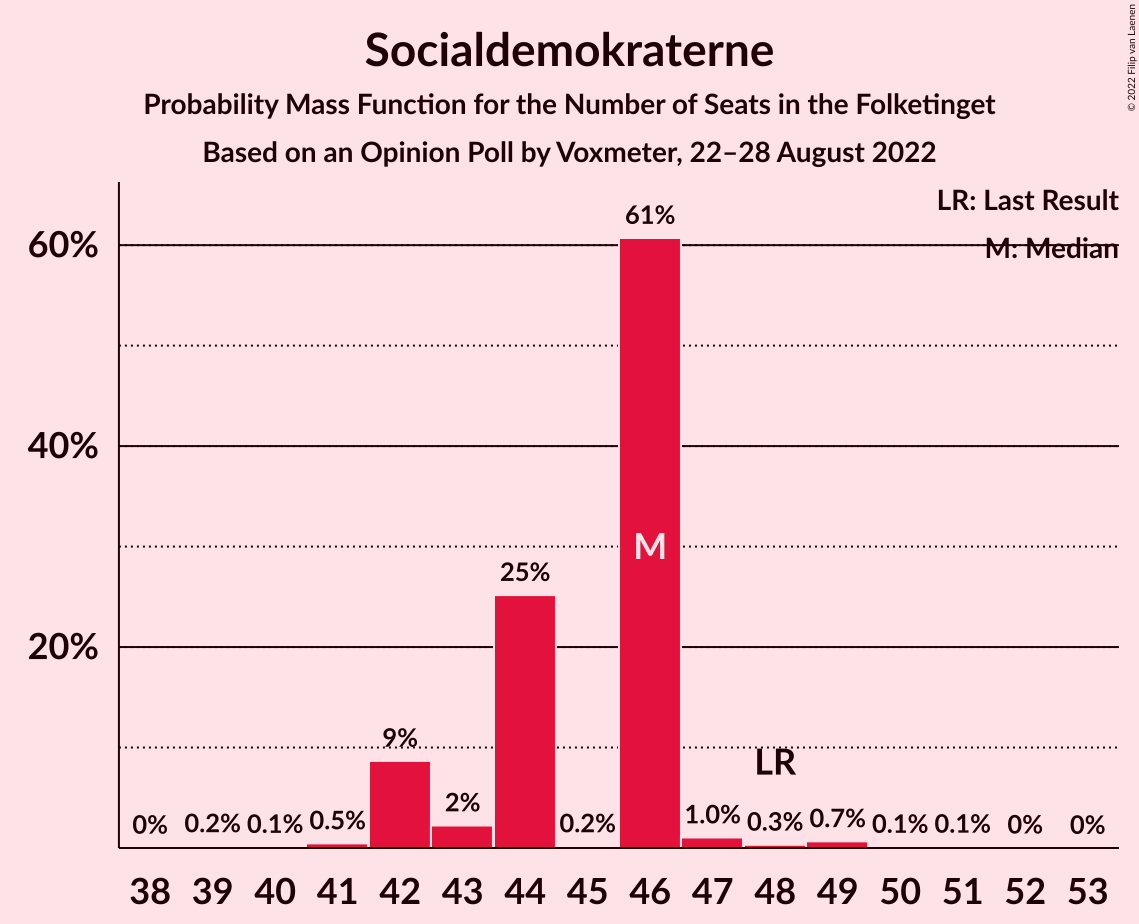 Socialdemokraterne
Probability Mass Function for the Number of Seats in the Folketinget
Based on an Opinion Poll by Voxmeter, 22–28 August 2022
© 2022 Filip van Laenen
LR: Last Result
M: Median
60%
40%
20%
0%
0.2%
0.1%
0.5%
9%
2%
25%
0.2%
61%
1.0%
0.3%
0.7%
0.1%
0.1%
0%
0%
M
LR
38 39 40 41 42 43 44 45 46 47 48 49 50 51 52 53